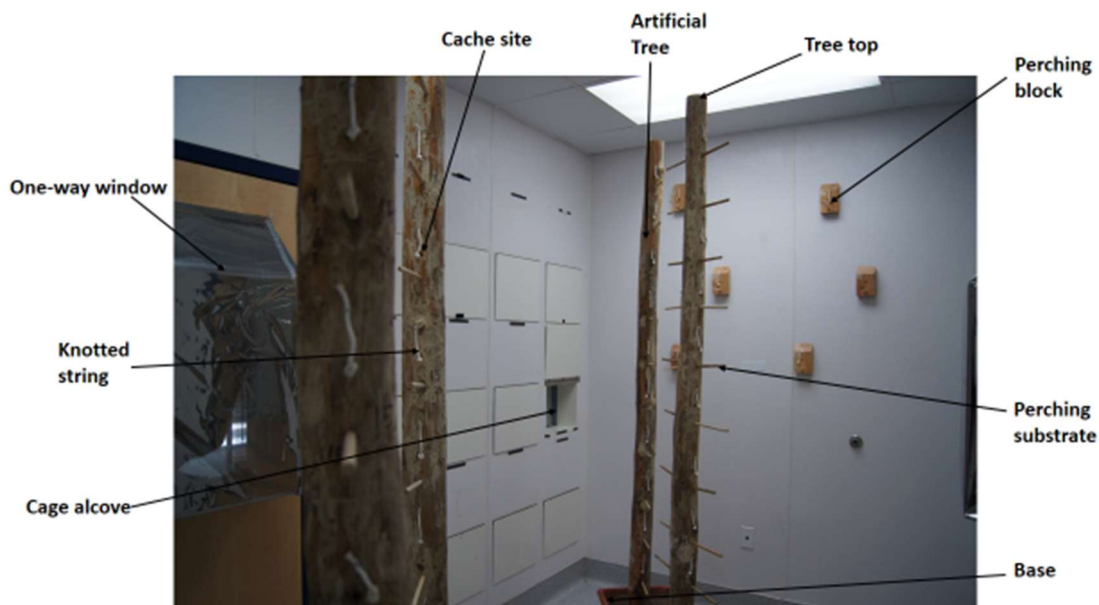 Artificial
Tree
Cache site
Tree top
Perching
block
One-way window
Knotted
string
Perching
substrate
Cage alcove
Base